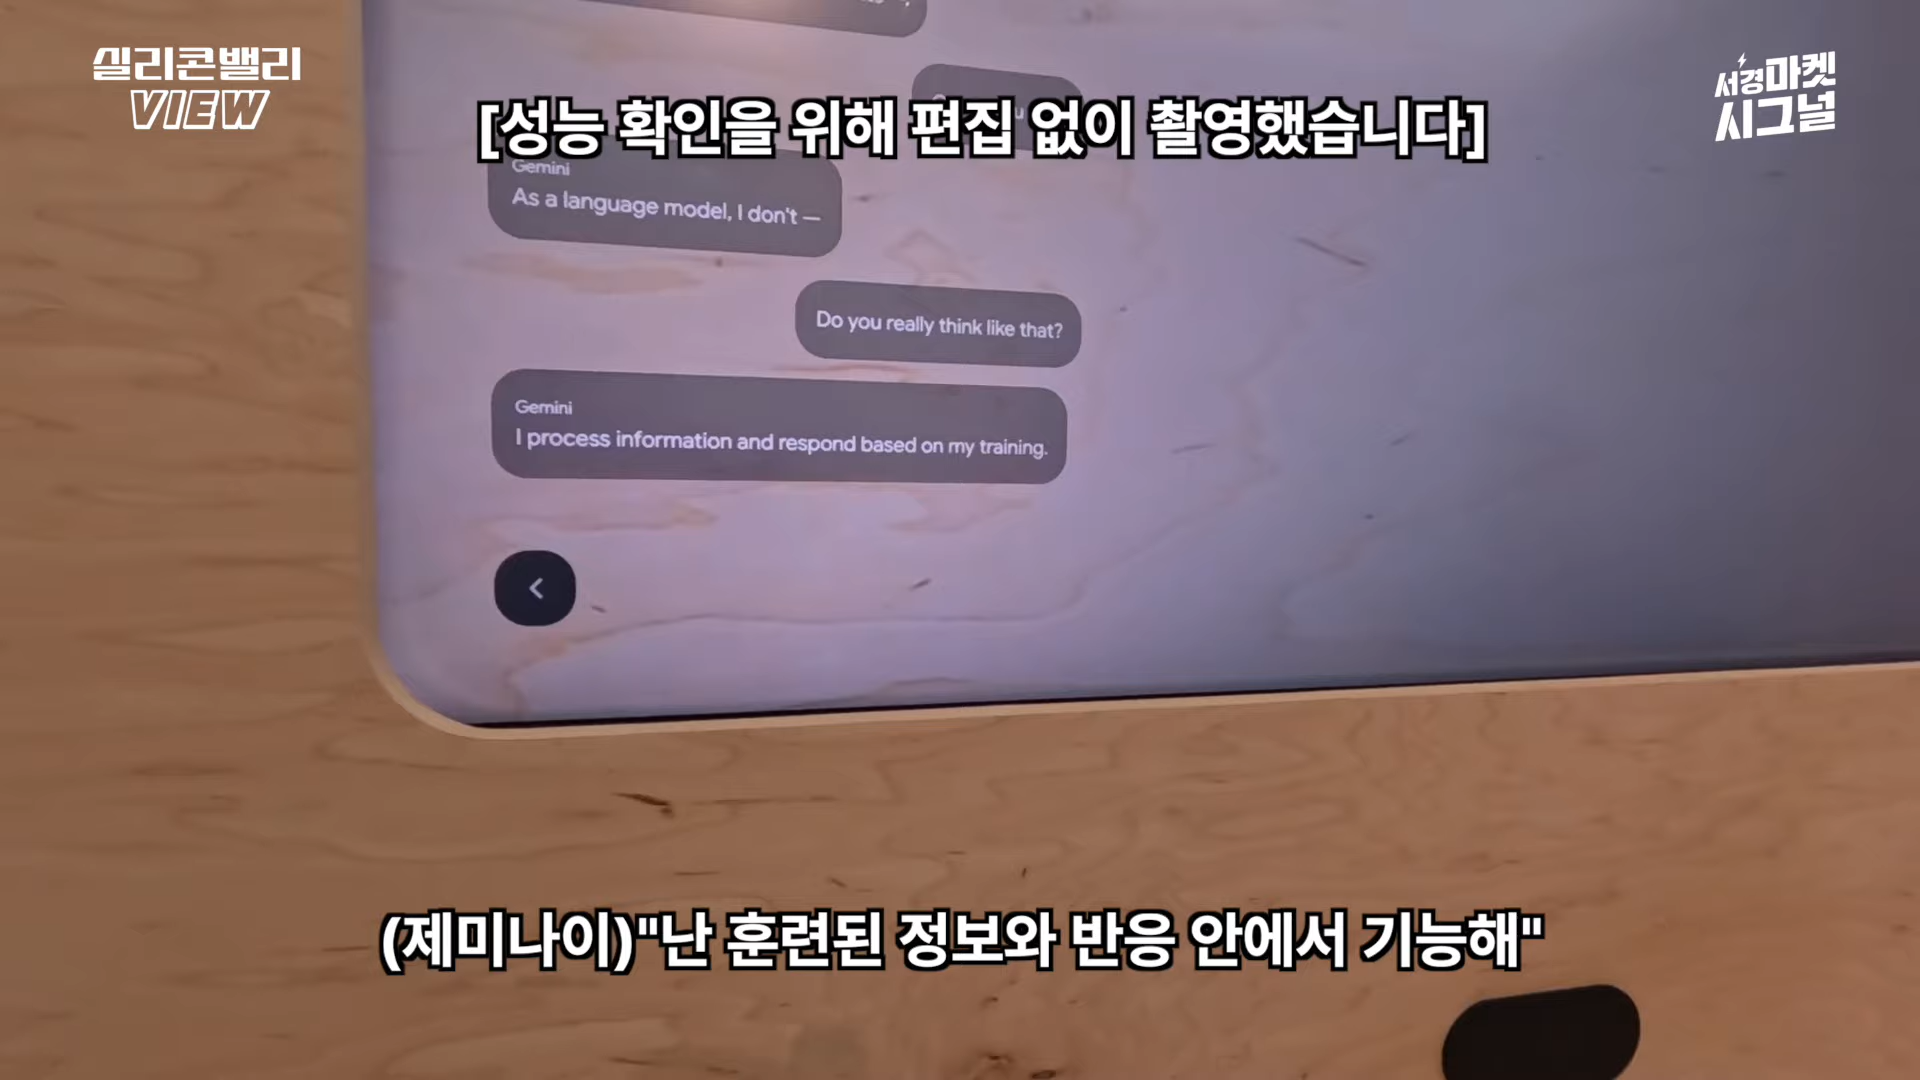 실리콘밸리
VIEW
서경마켓
시그널
[성능 확인을 위해 편집 없이 촬영했습니다]
Gemini
As a language model, I don't —
Do you really think like that?
Gemini
I process information and respond based on my training.
(제미나이)"난 훈련된 정보와 반응 안에서 기능해"